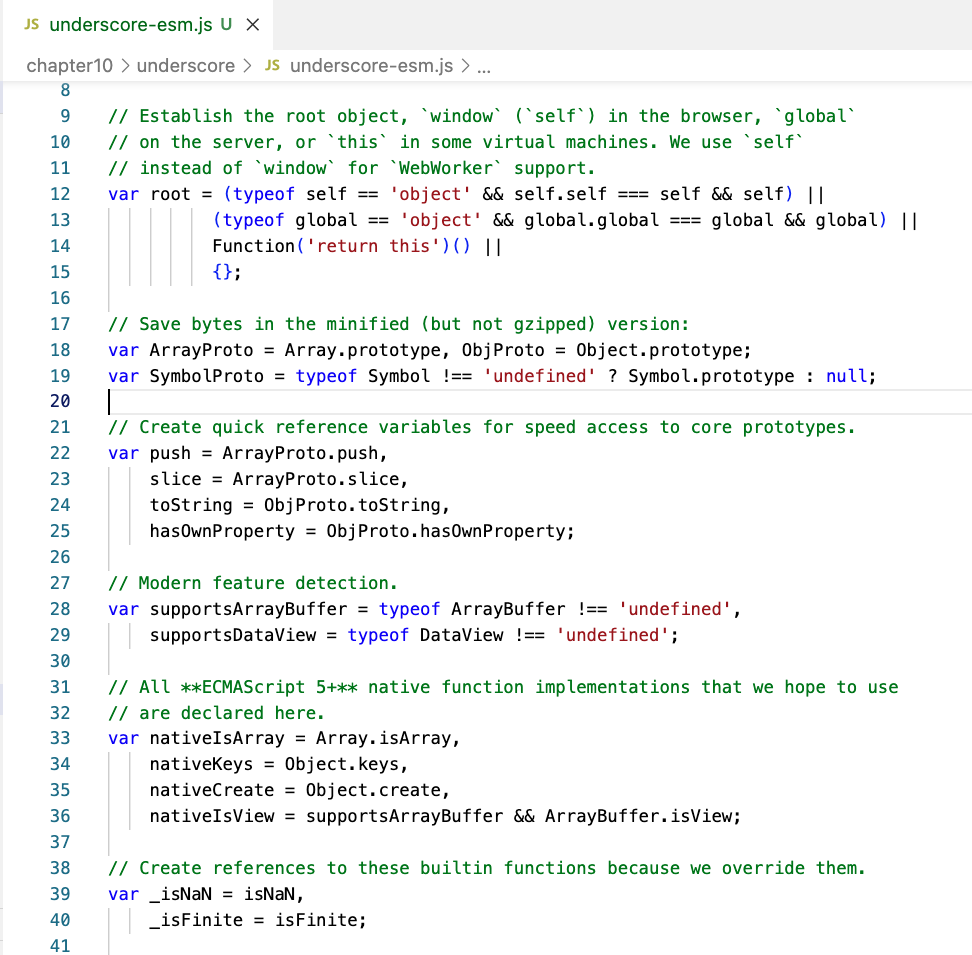 JS underscore-esm.js U ×
chapter10 > underscore > JS underscore-esm.js > ...
8
9 // Establish the root object, `window` (`self`) in the browser, `global`
10 // on the server, or `this` in some virtual machines. We use `self`
11 // instead of `window` for `WebWorker` support.
12 var root = (typeof self == 'object' && self.self === self && self) ||
13 (typeof global == 'object' && global.global === global && global) ||
14 Function('return this')() ||
15 {};
16
17 // Save bytes in the minified (but not gzipped) version:
18 var ArrayProto = Array.prototype, ObjProto = Object.prototype;
19 var SymbolProto = typeof Symbol !== 'undefined' ? Symbol.prototype : null;
20
21 // Create quick reference variables for speed access to core prototypes.
22 var push = ArrayProto.push,
23 slice = ArrayProto.slice,
24 toString = ObjProto.toString,
25 hasOwnProperty = ObjProto.hasOwnProperty;
26
27 // Modern feature detection.
28 var supportsArrayBuffer = typeof ArrayBuffer !== 'undefined',
29 supportsDataView = typeof DataView !== 'undefined';
30
31 // All **ECMAScript 5+** native function implementations that we hope to use
32 // are declared here.
33 var nativeIsArray = Array.isArray,
34 nativeKeys = Object.keys,
35 nativeCreate = Object.create,
36 nativeIsView = supportsArrayBuffer && ArrayBuffer.isView;
37
38 // Create references to these builtin functions because we override them.
39 var _isNaN = isNaN,
40 _isFinite = isFinite;
41